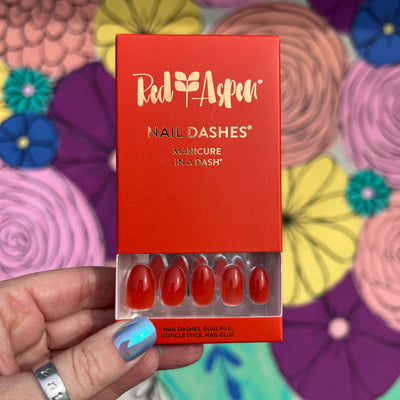 Red Aspen®
NAIL DASHES®
MANICURE
IN A DASH®
NAIL DASHES, DUAL FILE,
CUTICLE STICK, NAIL GLUE